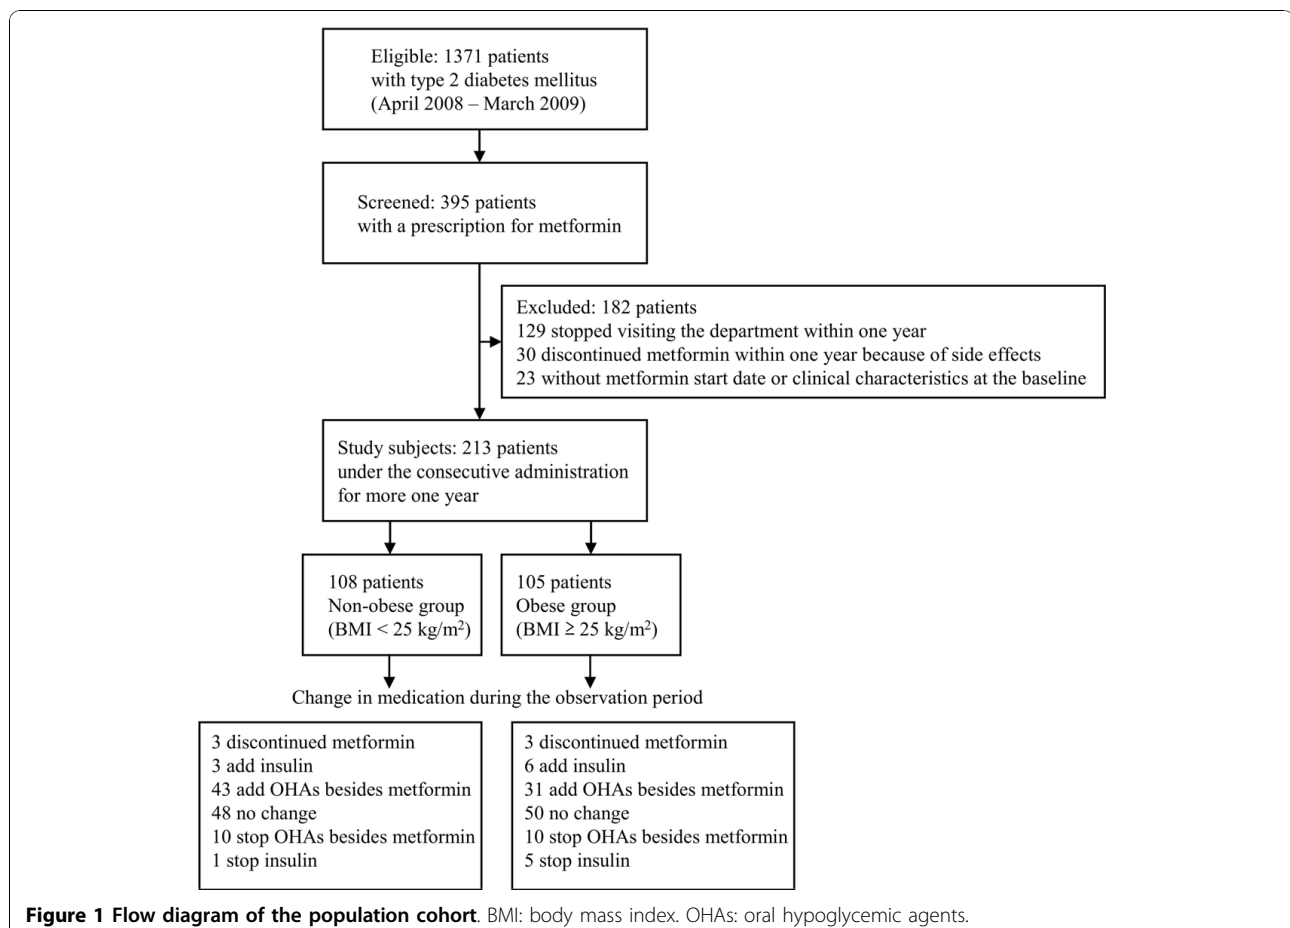 Eligible: 1371 patients
with type 2 diabetes mellitus
(April 2008 – March 2009)
Screened: 395 patients
with a prescription for metformin
Excluded: 182 patients
129 stopped visiting the department within one year
30 discontinued metformin within one year because of side effects
23 without metformin start date or clinical characteristics at the baseline
Study subjects: 213 patients
under the consecutive administration
for more one year
108 patients
Non-obese group
(BMI < 25 kg/m²)
105 patients
Obese group
(BMI ≥ 25 kg/m²)
Change in medication during the observation period
3 discontinued metformin
3 add insulin
43 add OHAs besides metformin
48 no change
10 stop OHAs besides metformin
1 stop insulin
3 discontinued metformin
6 add insulin
31 add OHAs besides metformin
50 no change
10 stop OHAs besides metformin
5 stop insulin
Figure 1 Flow diagram of the population cohort. BMI: body mass index. OHAs: oral hypoglycemic agents.